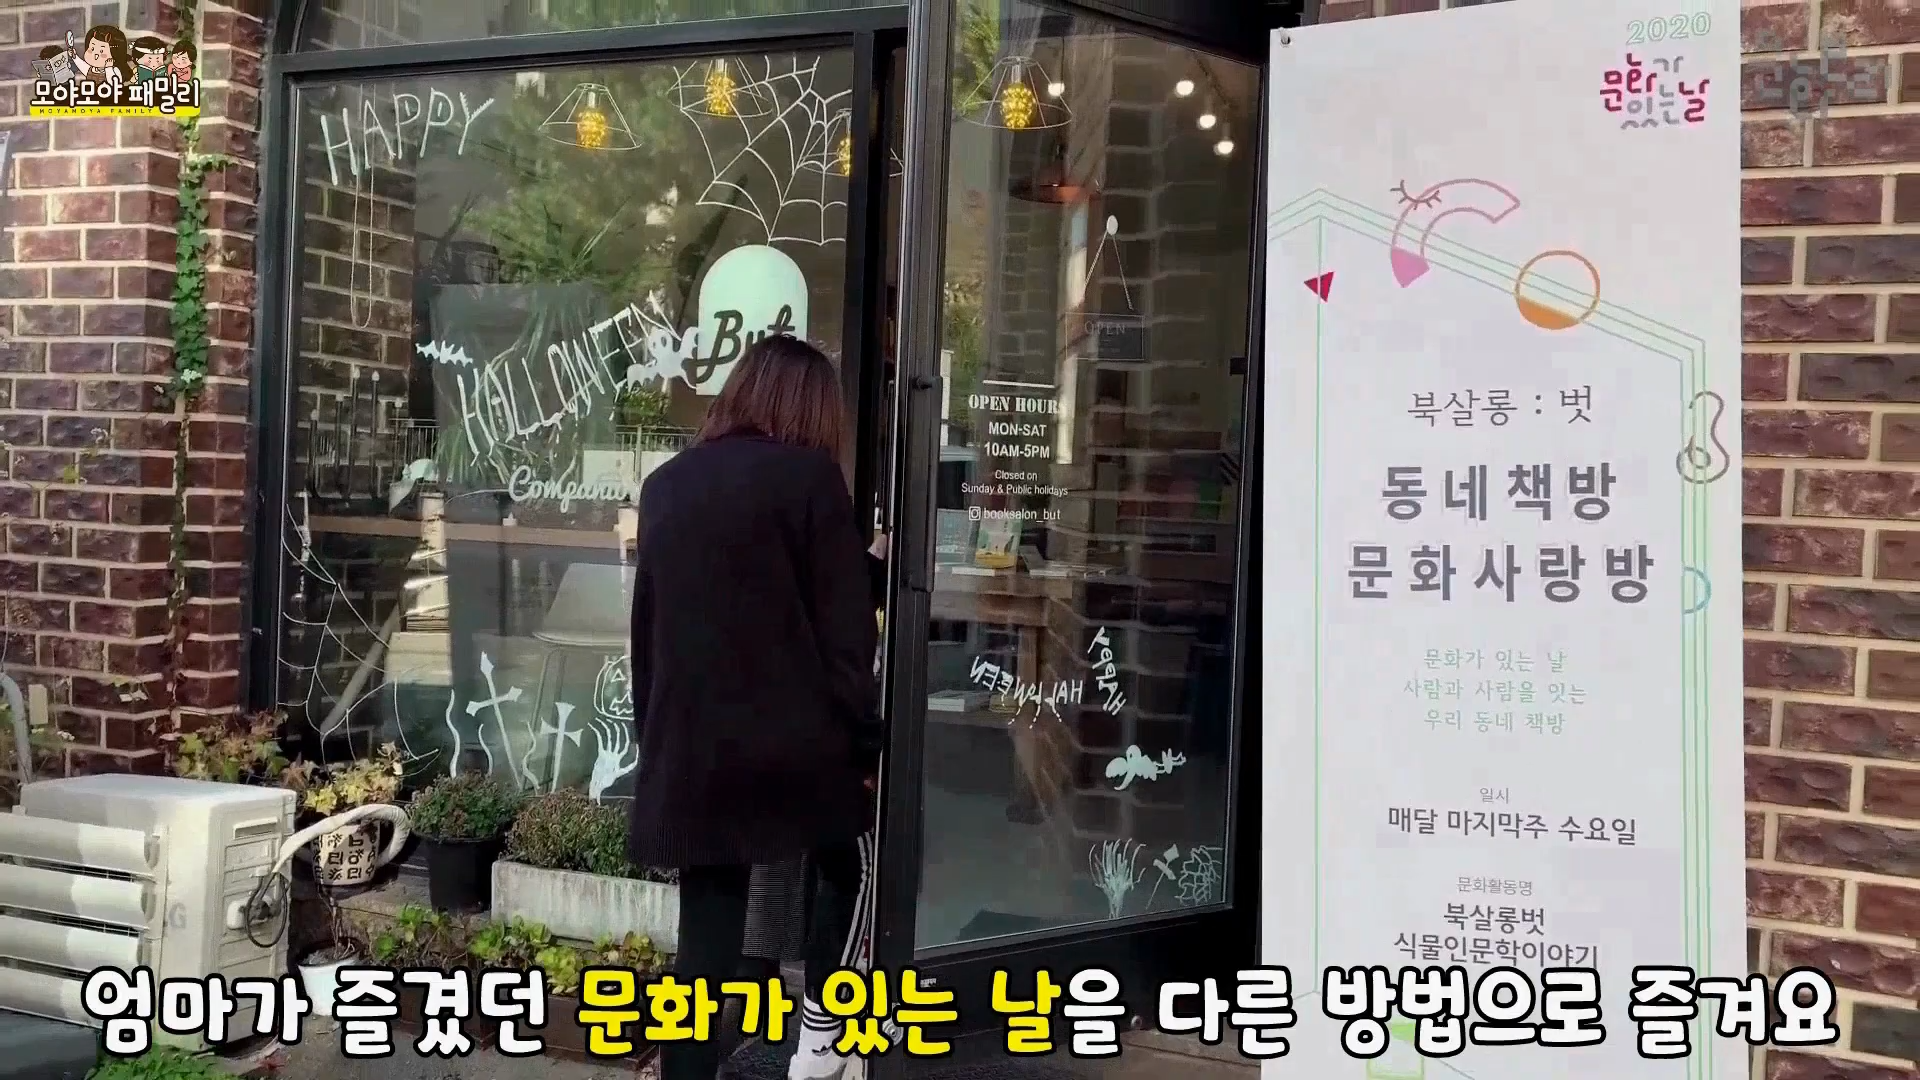 모야모야 패밀리
MOYAMOYA FAMILY
HAPPY
HOLLOWEEN
But
OPEN
OPEN HOURS
MON-SAT
10AM-5PM
Closed on
Sunday & Public holidays
booksalon_but
2020
문화가
있는 날
북살롱 : 벗
동네책방
문화사랑방
문화가 있는 날
사람과 사람을 잇는
우리 동네 책방
일시
매달 마지막주 수요일
문화활동명
북살롱벗
식물인문학이야기
엄마가 즐겼던 문화가 있는 날을 다른 방법으로 즐겨요